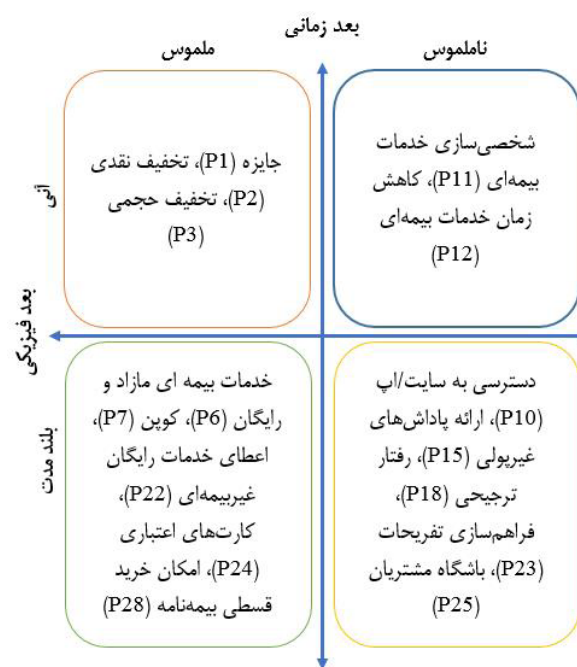 بعد زمانی
ناملموس
ملموس
شخصی‌سازی خدمات
بیمه‌ای (P11)، کاهش
زمان خدمات بیمه‌ای
(P12)
جایزه (P1)، تخفیف نقدی
(P2)، تخفیف حجمی
(P3)
آنی
بعد فیزیکی
دسترسی به سایت/اپ
(P10)، ارائه پاداش‌های
غیرپولی (P15)، رفتار
ترجیحی (P18)،
فراهم‌سازی تفریحات
(P23)، باشگاه مشتریان
(P25)
خدمات بیمه ای مازاد و
رایگان (P6)، کوپن (P7)،
اعطای خدمات رایگان
غیربیمه‌ای (P22)،
کارت‌های اعتباری
(P24)، امکان خرید
قسطی بیمه‌نامه (P28)
بلند مدت